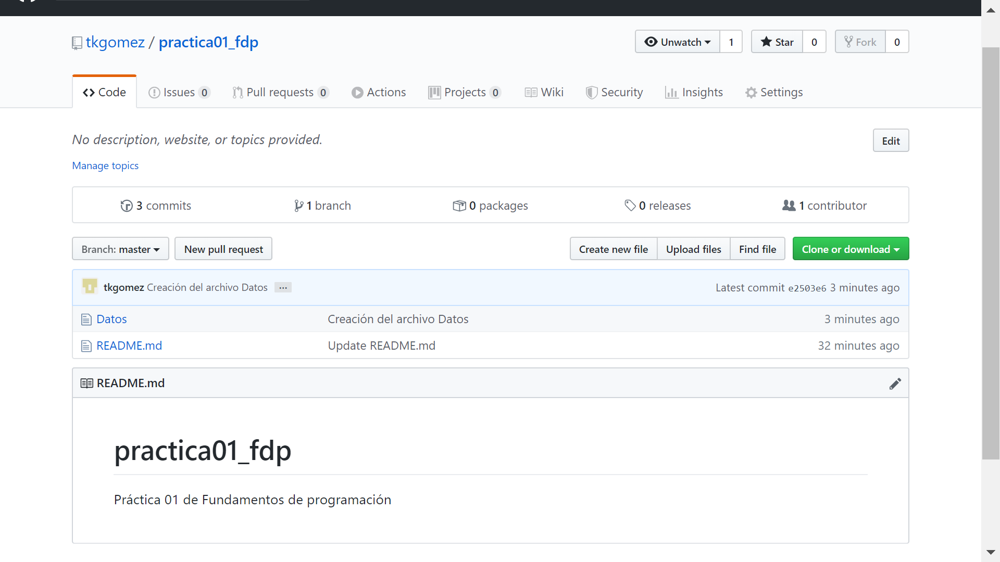 tkgomez / practica01_fdp
Unwatch 1 Star 0 Fork 0
Code Issues 0 Pull requests 0 Actions Projects 0 Wiki Security Insights Settings
No description, website, or topics provided. Edit
Manage topics
3 commits 1 branch 0 packages 0 releases 1 contributor
Branch: master New pull request Create new file Upload files Find file Clone or download
tkgomez Creación del archivo Datos ... Latest commit e2503e6 3 minutes ago
Datos Creación del archivo Datos 3 minutes ago
README.md Update README.md 32 minutes ago
README.md
practica01_fdp
Práctica 01 de Fundamentos de programación